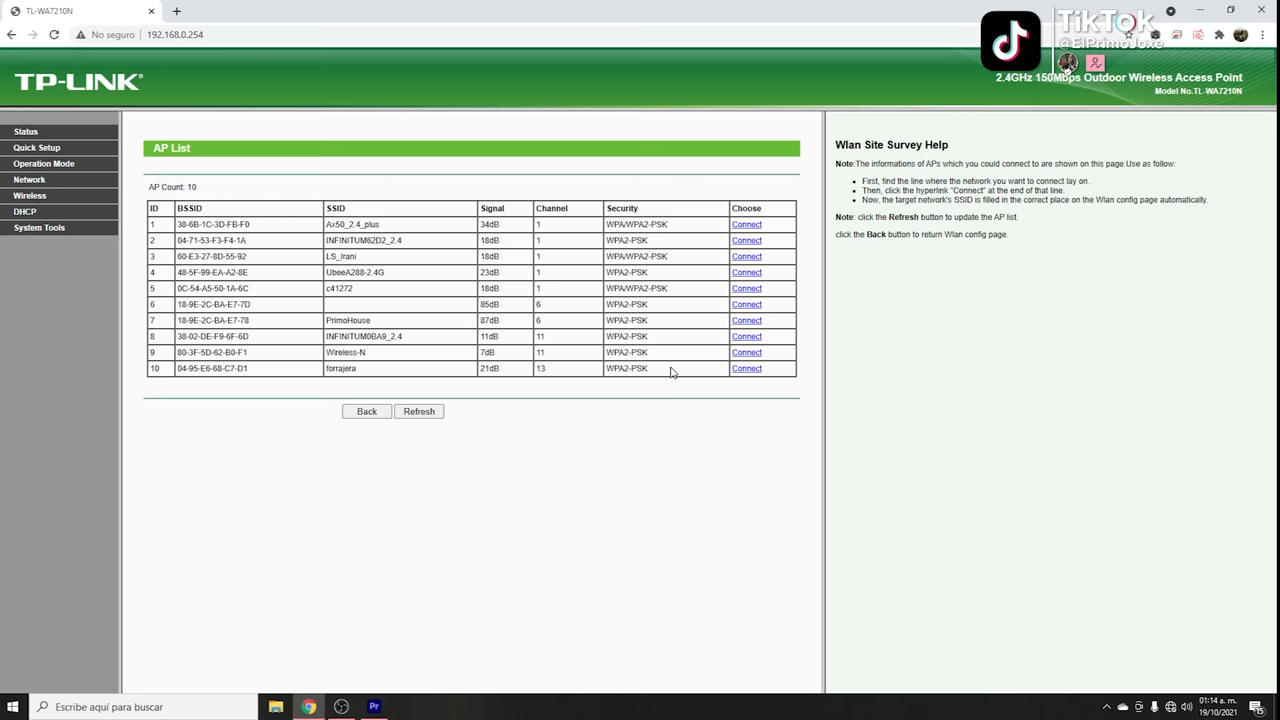 TL-WA7210N
No seguro
192.168.0.254
TikTok
@ElPrimoJoxe
TP-LINK
2.4GHz 150Mbps Outdoor Wireless Access Point
Model No.TL-WA7210N
Status
Quick Setup
Operation Mode
Network
Wireless
DHCP
System Tools
AP List
AP Count: 10
ID BSSID SSID Signal Channel Security Choose
1 38-6B-1C-3D-FB-F0 Ax50_2.4_plus 34dB 1 WPA/WPA2-PSK Connect
2 04-71-53-F3-F4-1A INFINITUM62D2_2.4 18dB 1 WPA2-PSK Connect
3 60-E3-27-8D-55-92 LS_Irani 18dB 1 WPA/WPA2-PSK Connect
4 48-5F-99-EA-A2-8E UbeeA288-2.4G 23dB 1 WPA2-PSK Connect
5 0C-54-A5-50-1A-6C c41272 18dB 1 WPA/WPA2-PSK Connect
6 18-9E-2C-BA-E7-7D 85dB 6 WPA2-PSK Connect
7 18-9E-2C-BA-E7-78 PrimoHouse 87dB 6 WPA2-PSK Connect
8 38-02-DE-F9-6F-6D INFINITUM0BA9_2.4 11dB 11 WPA2-PSK Connect
9 80-3F-5D-62-B0-F1 Wireless-N 7dB 11 WPA2-PSK Connect
10 04-95-E6-68-C7-D1 forrajera 21dB 13 WPA2-PSK Connect
Back Refresh
Wlan Site Survey Help
Note:The informations of APs which you could connect to are shown on this page.Use as follow:
First, find the line where the network you want to connect lay on.
Then, click the hyperlink "Connect" at the end of that line.
Now, the target network's SSID is filled in the correct place on the Wlan config page automatically.
Note: click the Refresh button to update the AP list.
click the Back button to return Wlan config page.
Escribe aquí para buscar
Pr
01:14 a. m.
19/10/2021
15